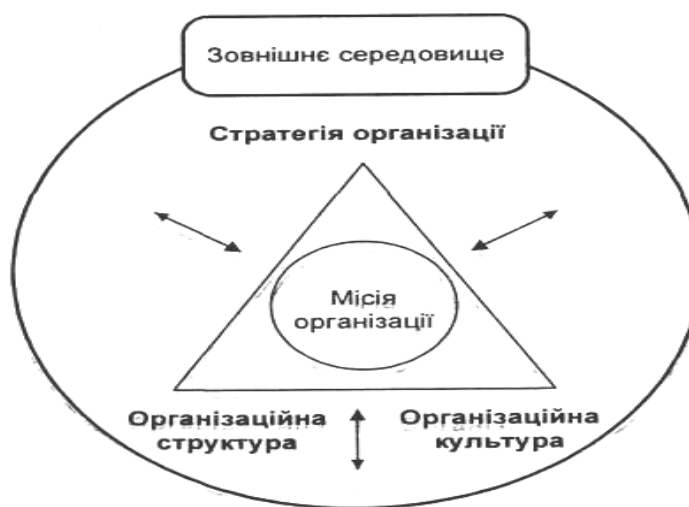 Зовнішнє середовище
Стратегія організації
Місія
організації
Організаційна
структура
Організаційна
культура